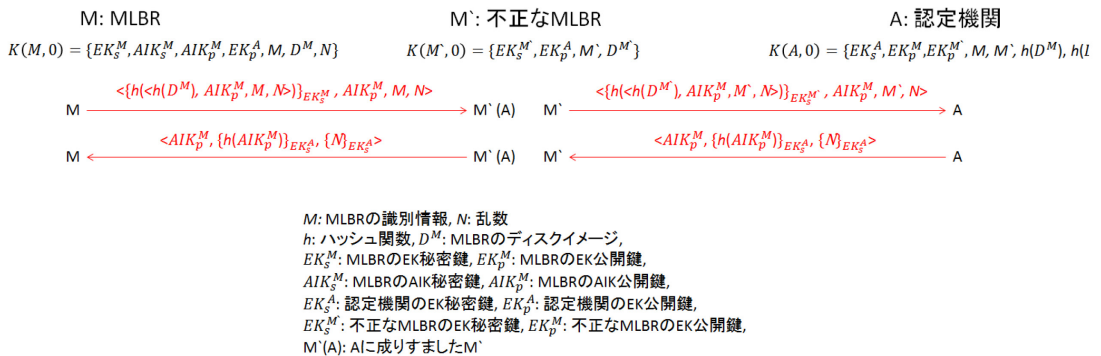 M: MLBR M`: 不正なMLBR A: 認定機関
K(M,0) = {EK_s^M, AIK_s^M, AIK_p^M, EK_p^A, M, D^M, N} K(M`,0) = {EK_s^M`, EK_p^A, M`, D^M`} K(A,0) = {EK_s^A, EK_p^M, EK_p^M`, M, M`, h(D^M), h(
<{h(<h(D^M), AIK_p^M, M, N>)}_EK_s^M, AIK_p^M, M, N> <{h(<h(D^M`), AIK_p^M, M`, N>)}_EK_s^M`, AIK_p^M, M`, N>
M M`(A) M` A
<AIK_p^M, {h(AIK_p^M)}_EK_s^A, {N}_EK_s^A> <AIK_p^M, {h(AIK_p^M)}_EK_s^A, {N}_EK_s^A>
M M`(A) M` A
M: MLBRの識別情報, N: 乱数
h: ハッシュ関数, D^M: MLBRのディスクイメージ,
EK_s^M: MLBRのEK秘密鍵, EK_p^M: MLBRのEK公開鍵,
AIK_s^M: MLBRのAIK秘密鍵, AIK_p^M: MLBRのAIK公開鍵,
EK_s^A: 認定機関のEK秘密鍵, EK_p^A: 認定機関のEK公開鍵,
EK_s^M`: 不正なMLBRのEK秘密鍵, EK_p^M`: 不正なMLBRのEK公開鍵,
M`(A): Aに成りすましたM`